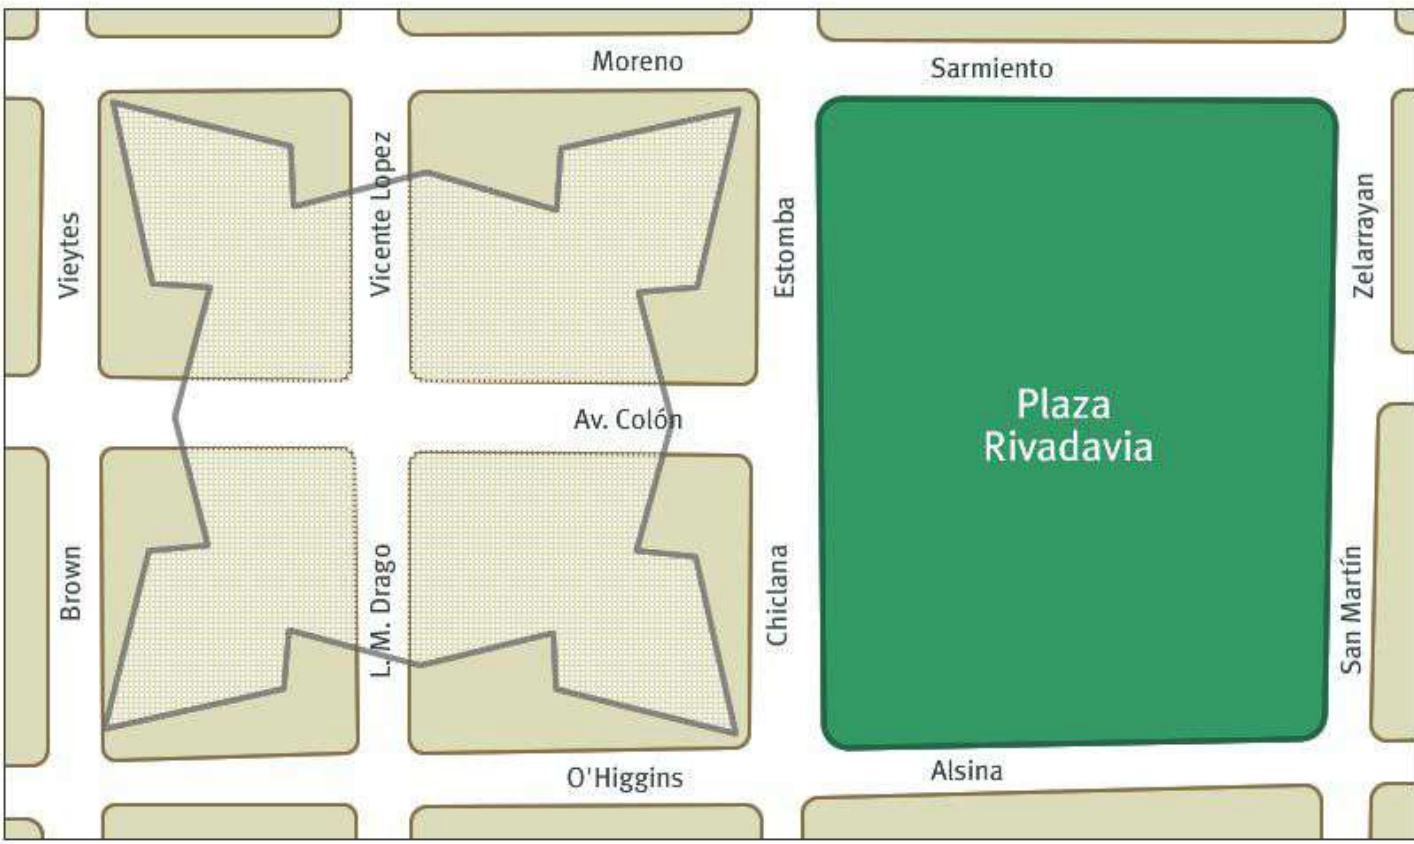 Moreno
Sarmiento
Vieytes
Vicente Lopez
Estomba
Zelarrayan
Plaza
Rivadavia
Av. Colón
Brown
L.M. Drago
Chiclana
San Martín
O'Higgins
Alsina